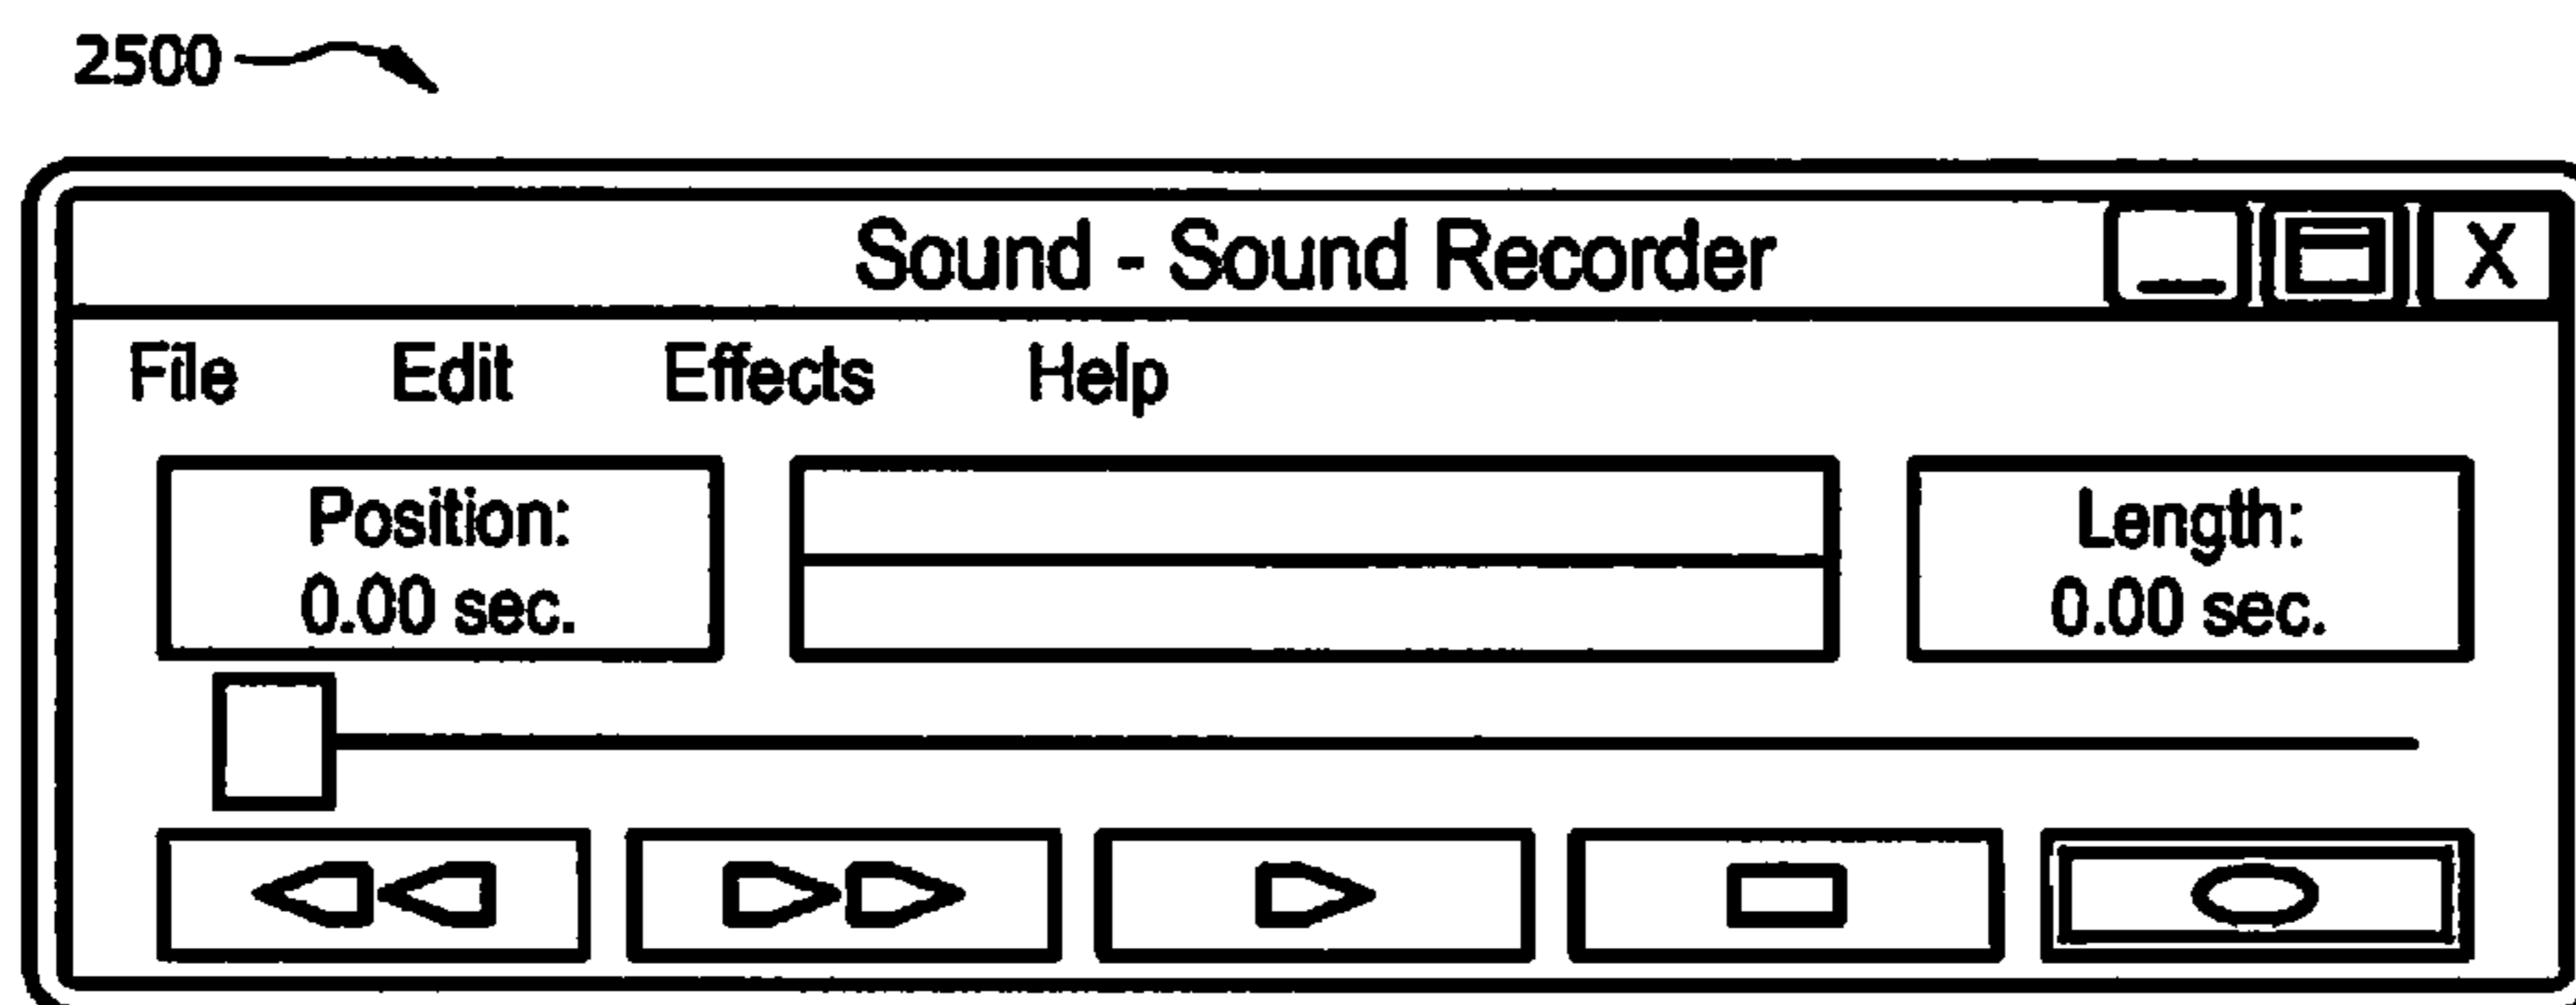 2500
Sound - Sound Recorder
X
File Edit Effects Help
Position:
0.00 sec.
Length:
0.00 sec.